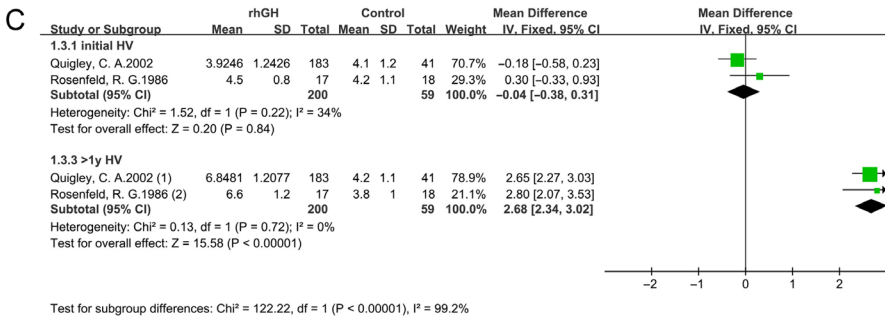 C
rhGH Control Mean Difference Mean Difference
Study or Subgroup Mean SD Total Mean SD Total Weight IV, Fixed, 95% CI IV, Fixed, 95% CI
1.3.1 initial HV
Quigley, C. A.2002 3.9246 1.2426 183 4.1 1.2 41 70.7% −0.18 [−0.58, 0.23]
Rosenfeld, R. G.1986 4.5 0.8 17 4.2 1.1 18 29.3% 0.30 [−0.33, 0.93]
Subtotal (95% CI) 200 59 100.0% −0.04 [−0.38, 0.31]
Heterogeneity: Chi² = 1.52, df = 1 (P = 0.22); I² = 34%
Test for overall effect: Z = 0.20 (P = 0.84)
1.3.3 >1y HV
Quigley, C. A.2002 (1) 6.8481 1.2077 183 4.2 1.1 41 78.9% 2.65 [2.27, 3.03]
Rosenfeld, R. G.1986 (2) 6.6 1.2 17 3.8 1 18 21.1% 2.80 [2.07, 3.53]
Subtotal (95% CI) 200 59 100.0% 2.68 [2.34, 3.02]
Heterogeneity: Chi² = 0.13, df = 1 (P = 0.72); I² = 0%
Test for overall effect: Z = 15.58 (P < 0.00001)
−2 −1 0 1 2
Test for subgroup differences: Chi² = 122.22, df = 1 (P < 0.00001), I² = 99.2%